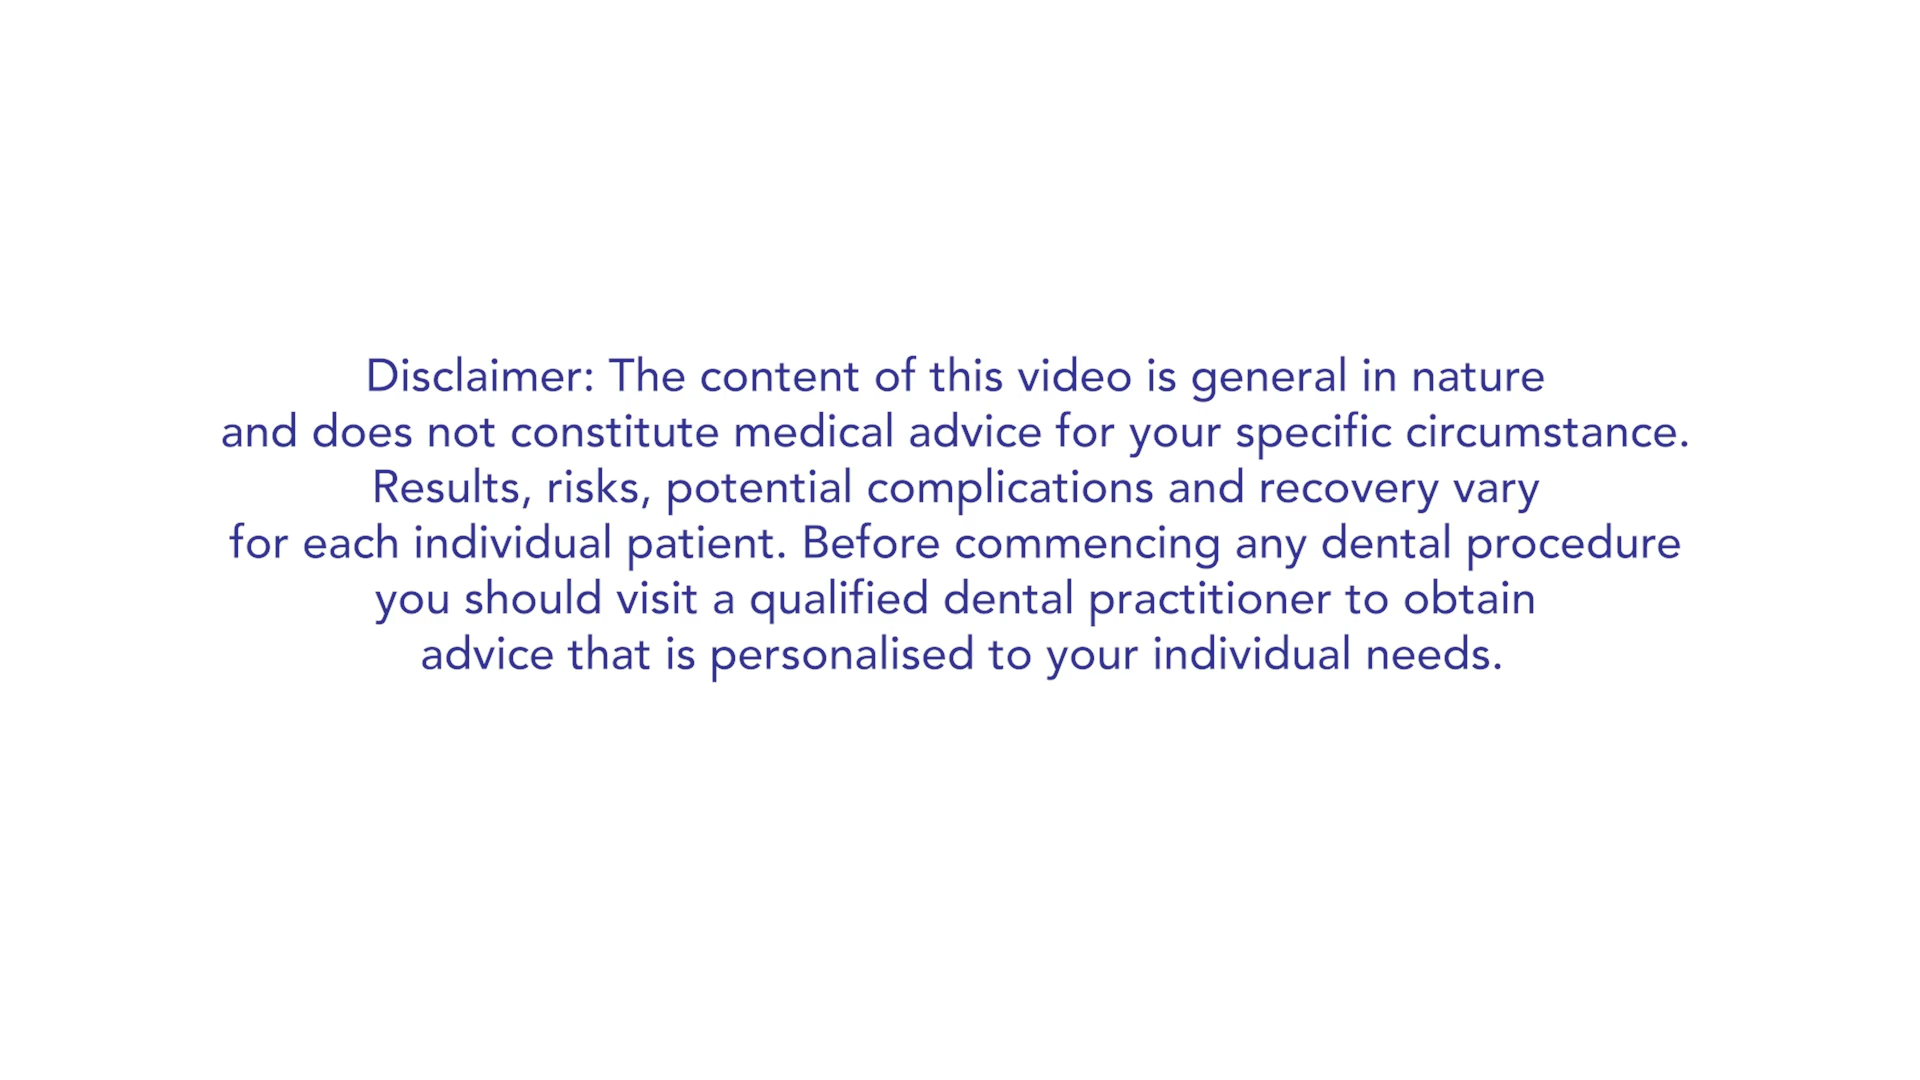 Disclaimer: The content of this video is general in nature
and does not constitute medical advice for your specific circumstance.
Results, risks, potential complications and recovery vary
for each individual patient. Before commencing any dental procedure
you should visit a qualified dental practitioner to obtain
advice that is personalised to your individual needs.